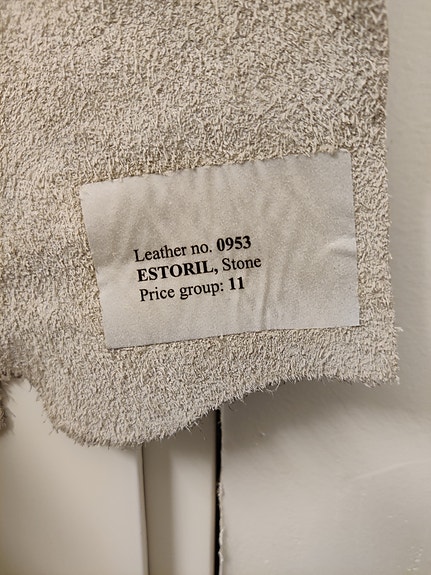 Leather no. 0953
ESTORIL, Stone
Price group: 11